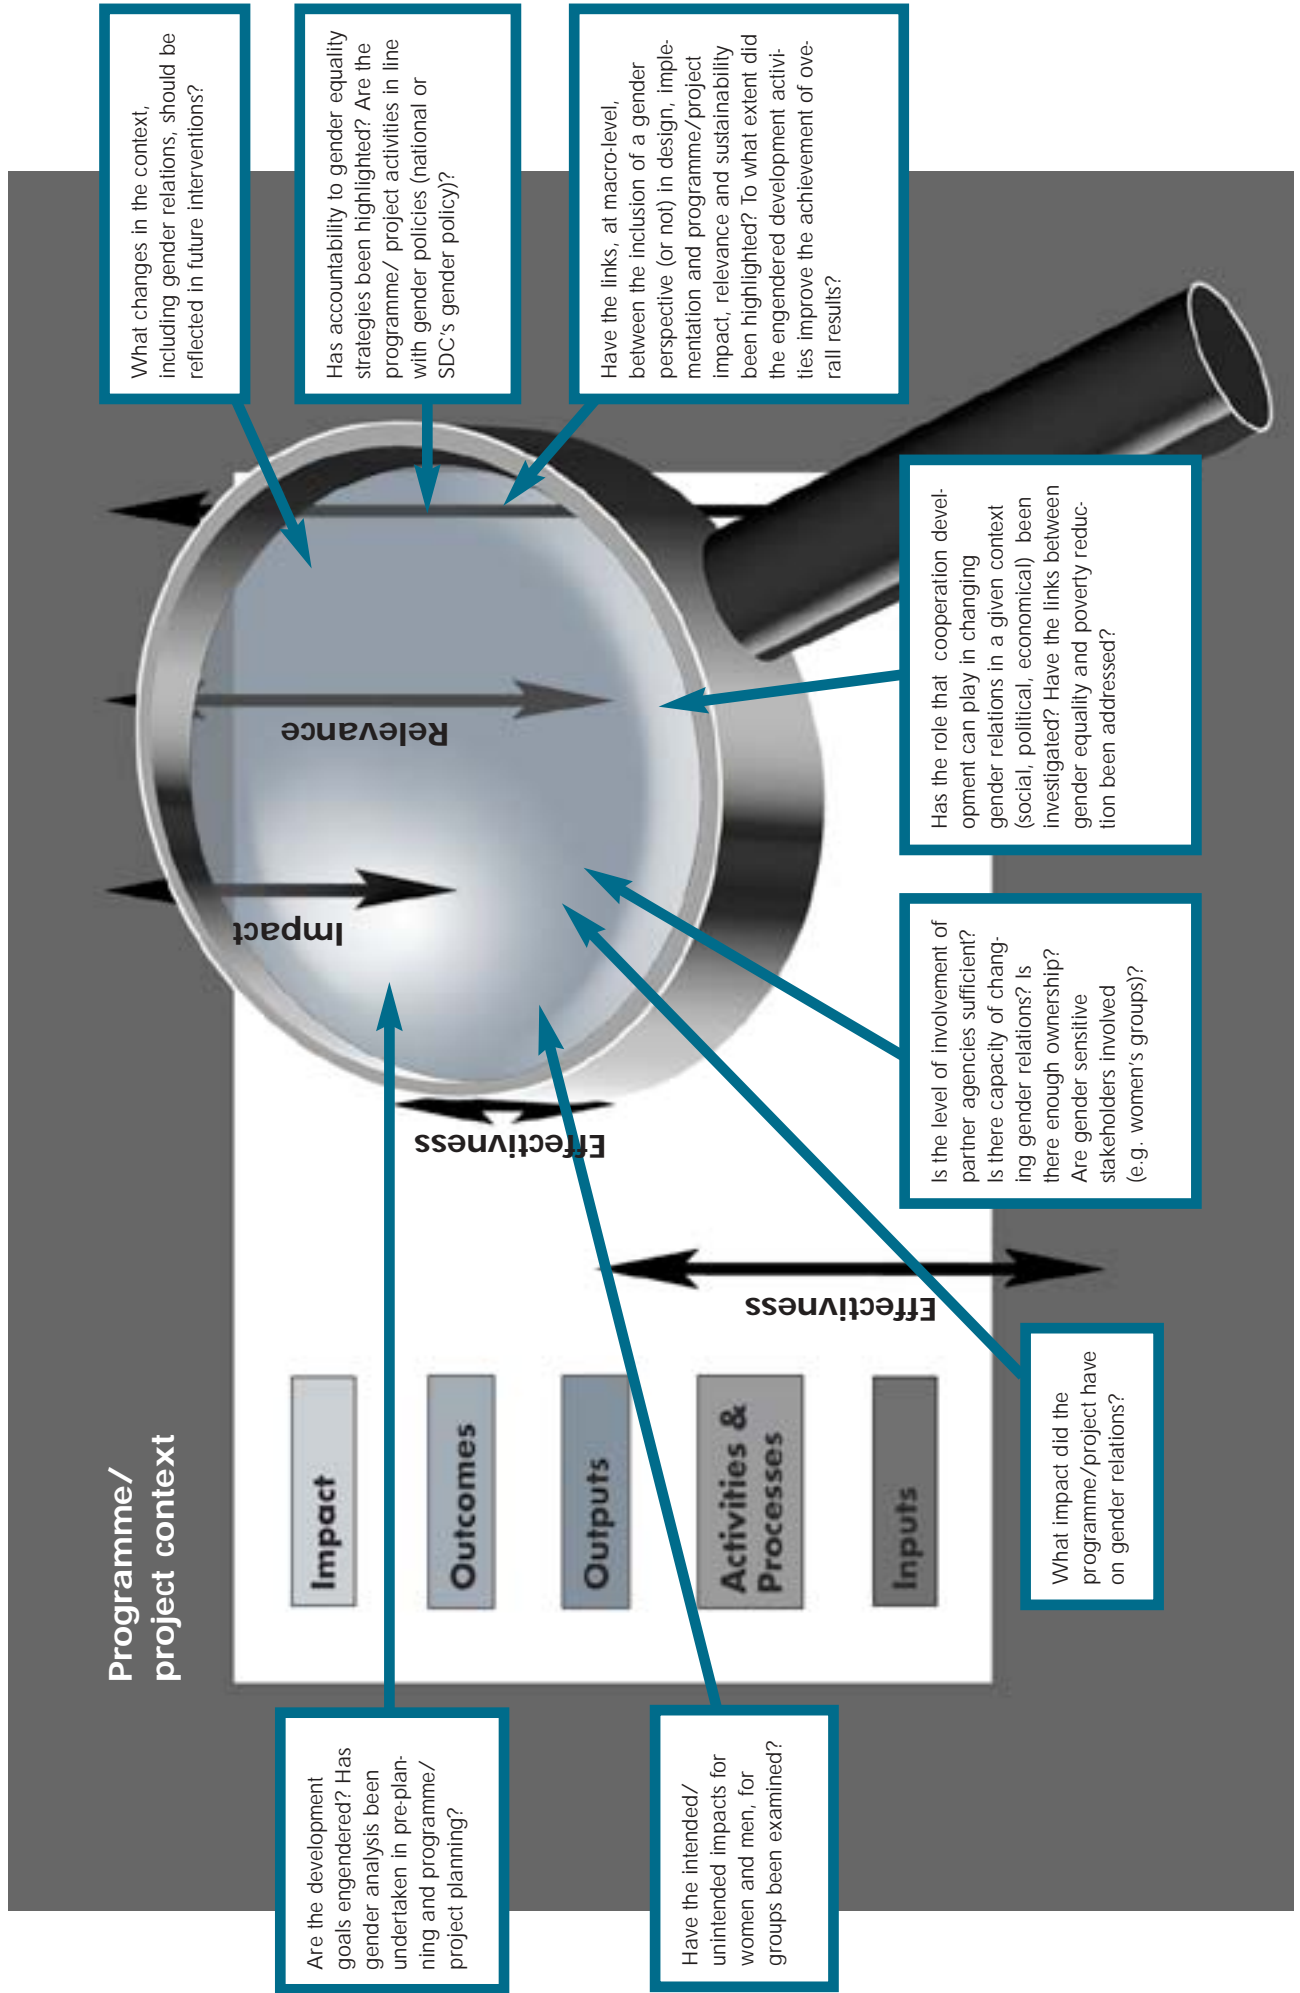 Programme/
project context
Are the development
goals engendered? Has
gender analysis been
undertaken in pre-plan-
ning and programme/
project planning?
Have the intended/
unintended impacts for
women and men, for
groups been examined?
Impact
Outcomes
Outputs
Activities &
Processes
Inputs
Effectivness
Effectivness
Impact
Relevance
What impact did the
programme/project have
on gender relations?
Is the level of involvement of
partner agencies sufficient?
Is there capacity of chang-
ing gender relations? Is
there enough ownership?
Are gender sensitive
stakeholders involved
(e.g. women's groups)?
Has the role that cooperation devel-
opment can play in changing
gender relations in a given context
(social, political, economical) been
investigated? Have the links between
gender equality and poverty reduc-
tion been addressed?
What changes in the context,
including gender relations, should be
reflected in future interventions?
Has accountability to gender equality
strategies been highlighted? Are the
programme/ project activities in line
with gender policies (national or
SDC's gender policy)?
Have the links, at macro-level,
between the inclusion of a gender
perspective (or not) in design, imple-
mentation and programme/project
impact, relevance and sustainability
been highlighted? To what extent did
the engendered development activi-
ties improve the achievement of ove-
rall results?